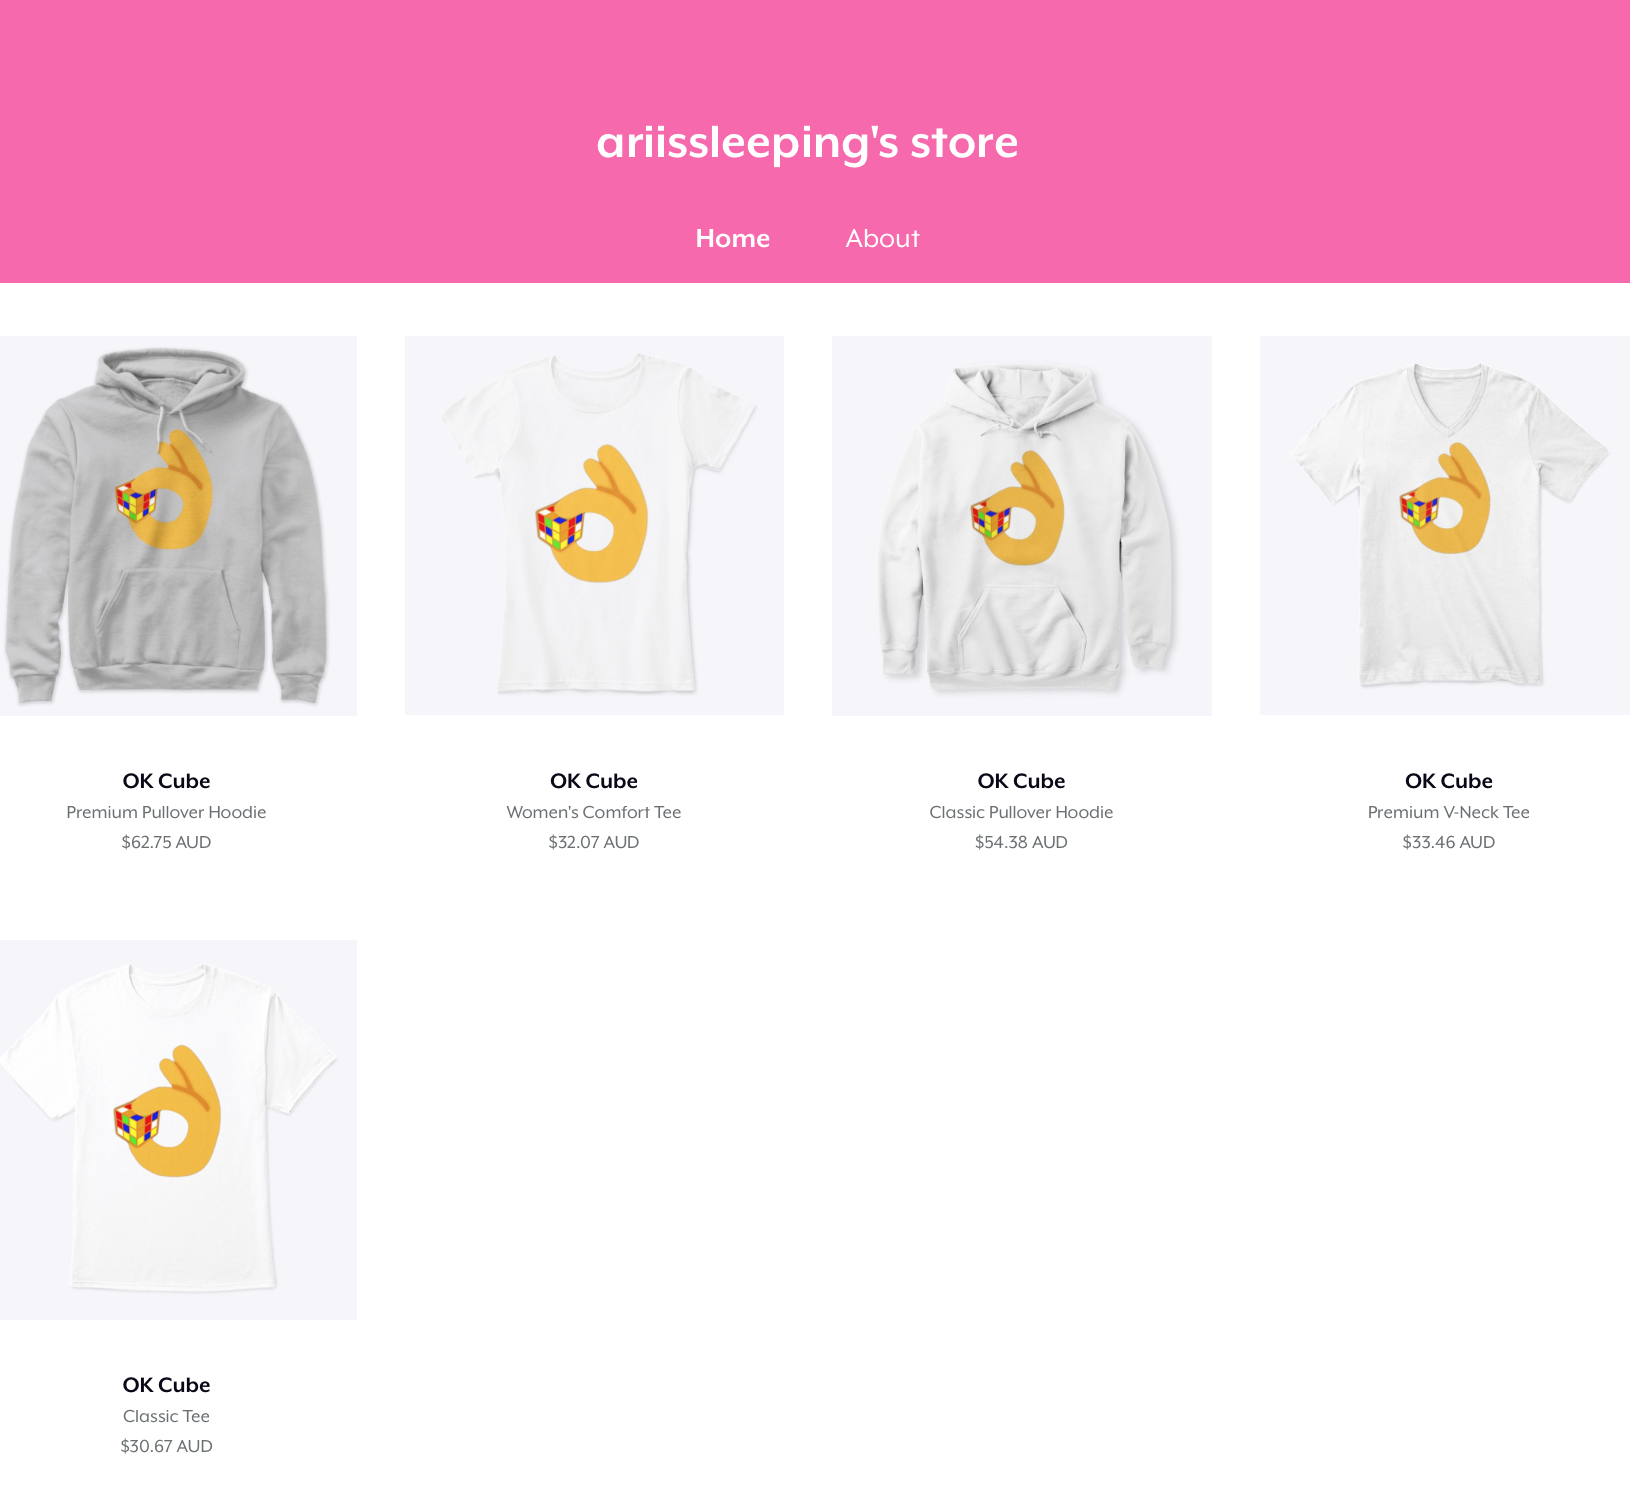 ariissleeping's store
Home About
OK Cube
Premium Pullover Hoodie
$62.75 AUD
OK Cube
Women's Comfort Tee
$32.07 AUD
OK Cube
Classic Pullover Hoodie
$54.38 AUD
OK Cube
Premium V-Neck Tee
$33.46 AUD
OK Cube
Classic Tee
$30.67 AUD